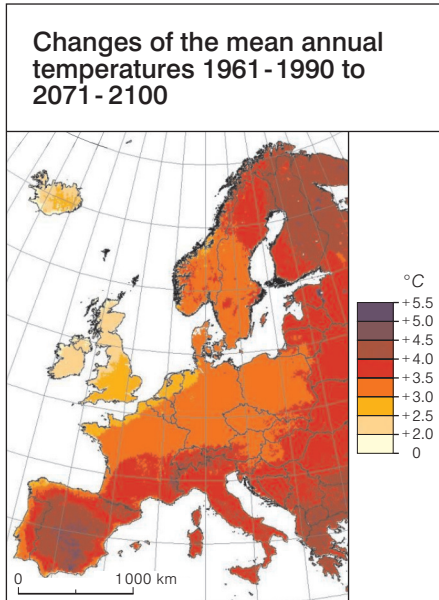 Changes of the mean annual
temperatures 1961-1990 to
2071-2100
°C
+5.5
+5.0
+4.5
+4.0
+3.5
+3.0
+2.5
+2.0
0
0 1000 km